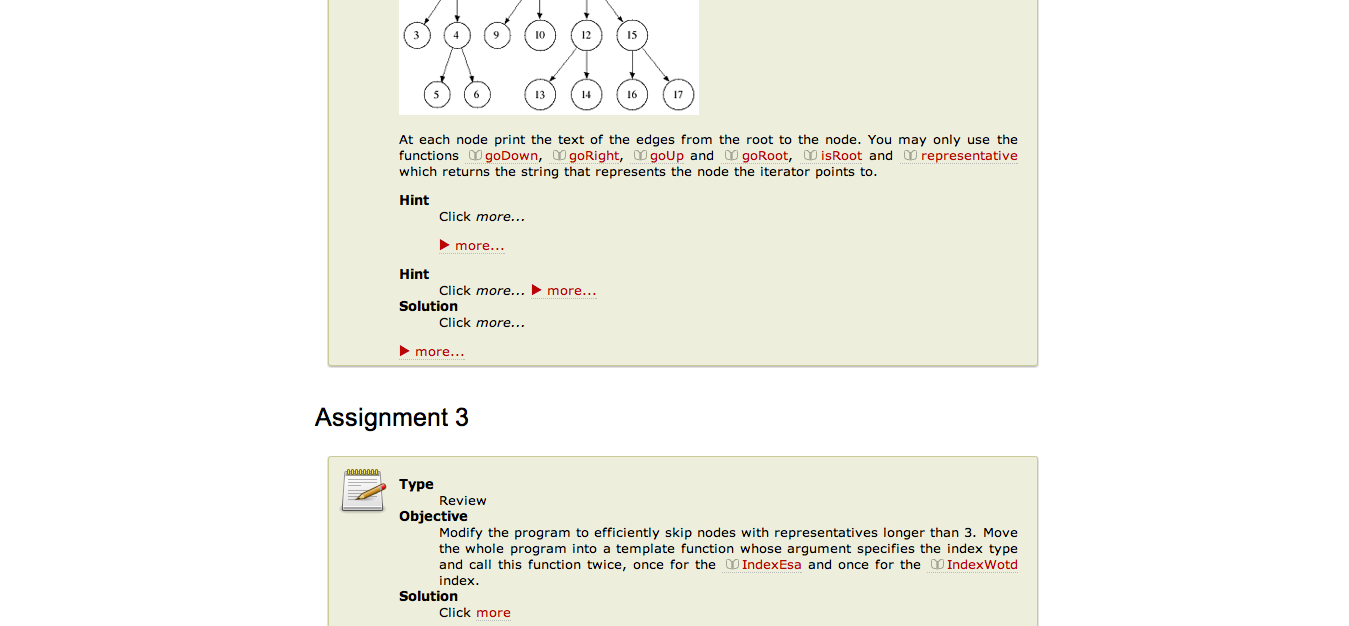 3 4 9 10 12 15
5 6 13 14 16 17
At each node print the text of the edges from the root to the node. You may only use the
functions goDown, goRight, goUp and goRoot, isRoot and representative
which returns the string that represents the node the iterator points to.
Hint
Click more...
more...
Hint
Click more... more...
Solution
Click more...
more...
Assignment 3
Type
Review
Objective
Modify the program to efficiently skip nodes with representatives longer than 3. Move
the whole program into a template function whose argument specifies the index type
and call this function twice, once for the IndexEsa and once for the IndexWotd
index.
Solution
Click more